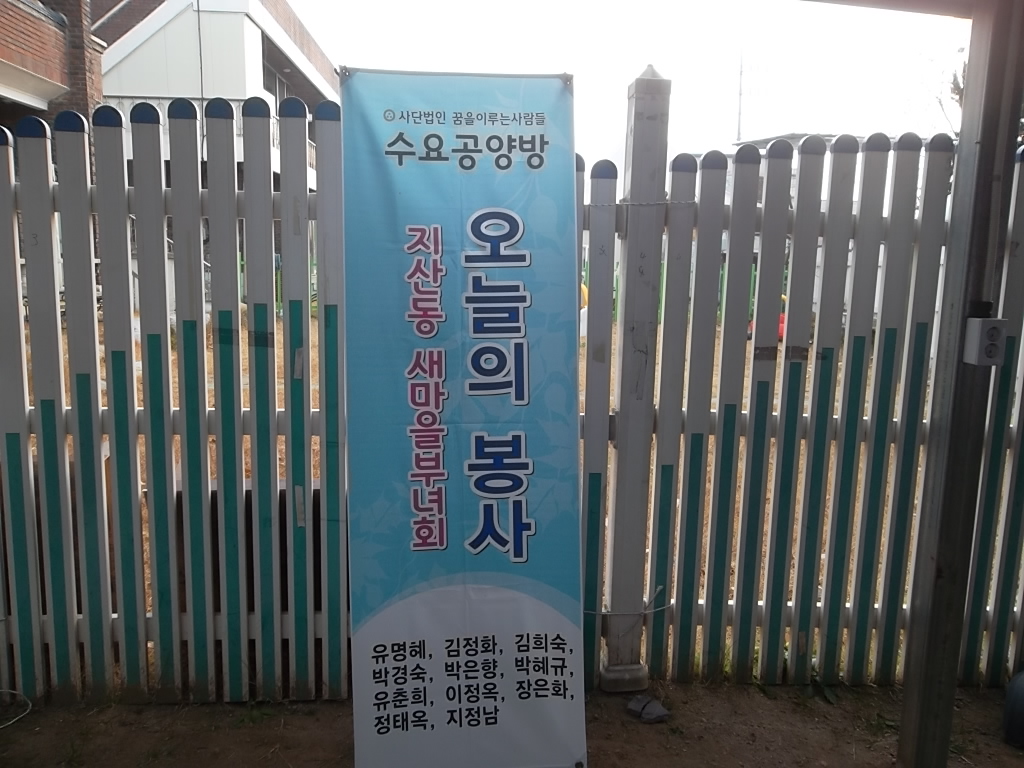 사단법인 꿈을이루는사람들
수요공양방
오늘의 봉사
지산동 새마을부녀회
유명혜, 김정화, 김희숙,
박경숙, 박은향, 박혜규,
유춘희, 이정옥, 장은화,
정태옥, 지정남